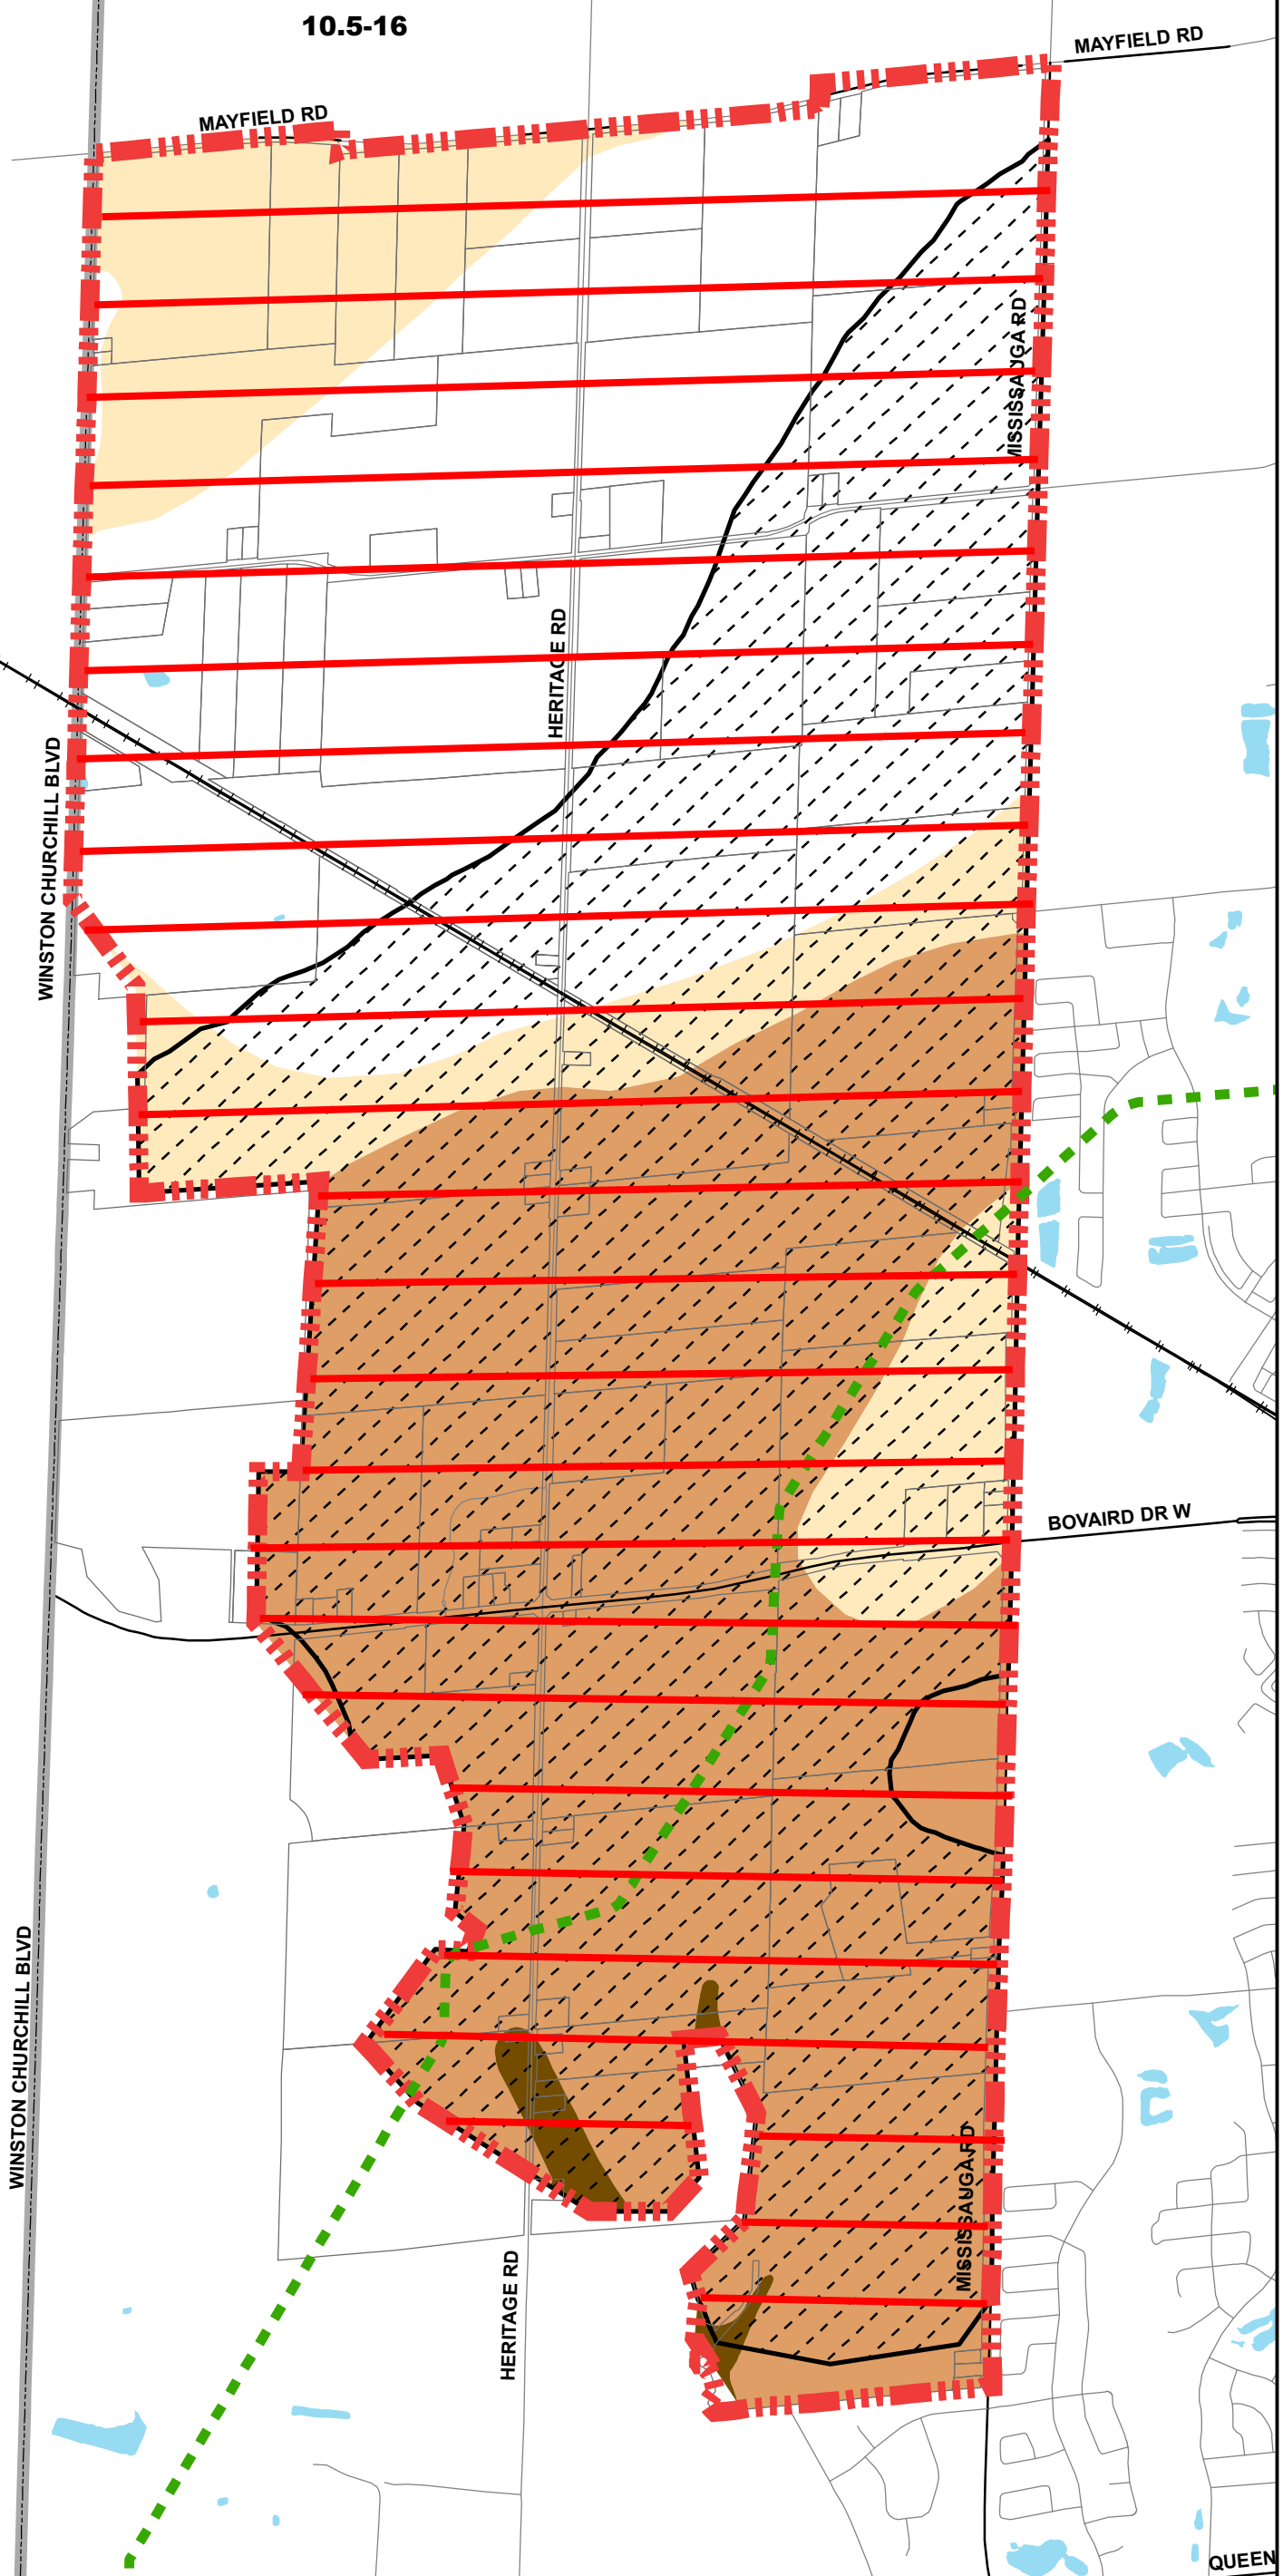 10.5-16
MAYFIELD RD
MAYFIELD RD
MISSISSAUGA RD
HERITAGE RD
WINSTON CHURCHILL BLVD
BOVAIRD DR W
WINSTON CHURCHILL BLVD
MISSISSAUGA RD
HERITAGE RD
QUEEN